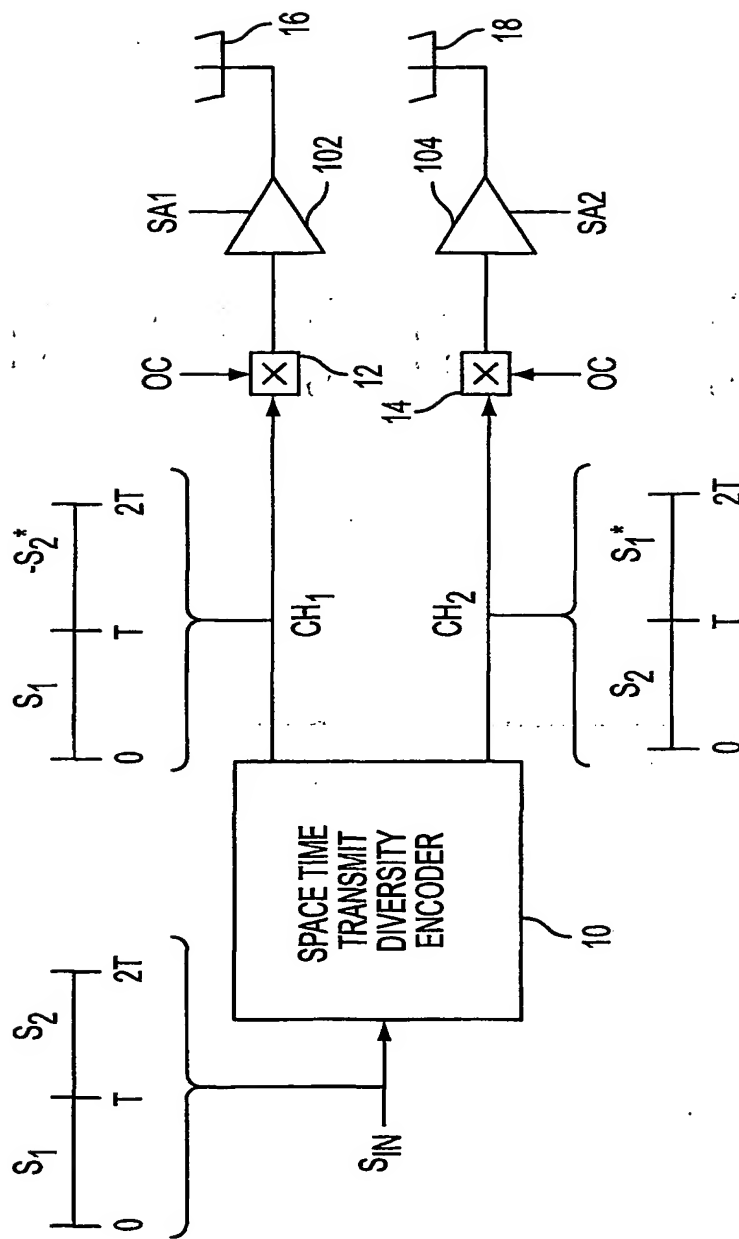 S1 S2
0 T 2T
SIN
SPACE TIME
TRANSMIT
DIVERSITY
ENCODER
10
S1 -S2*
0 T 2T
CH1
OC
12
SA1
102
16
CH2
S2 S1*
0 T 2T
14
OC
104
SA2
18